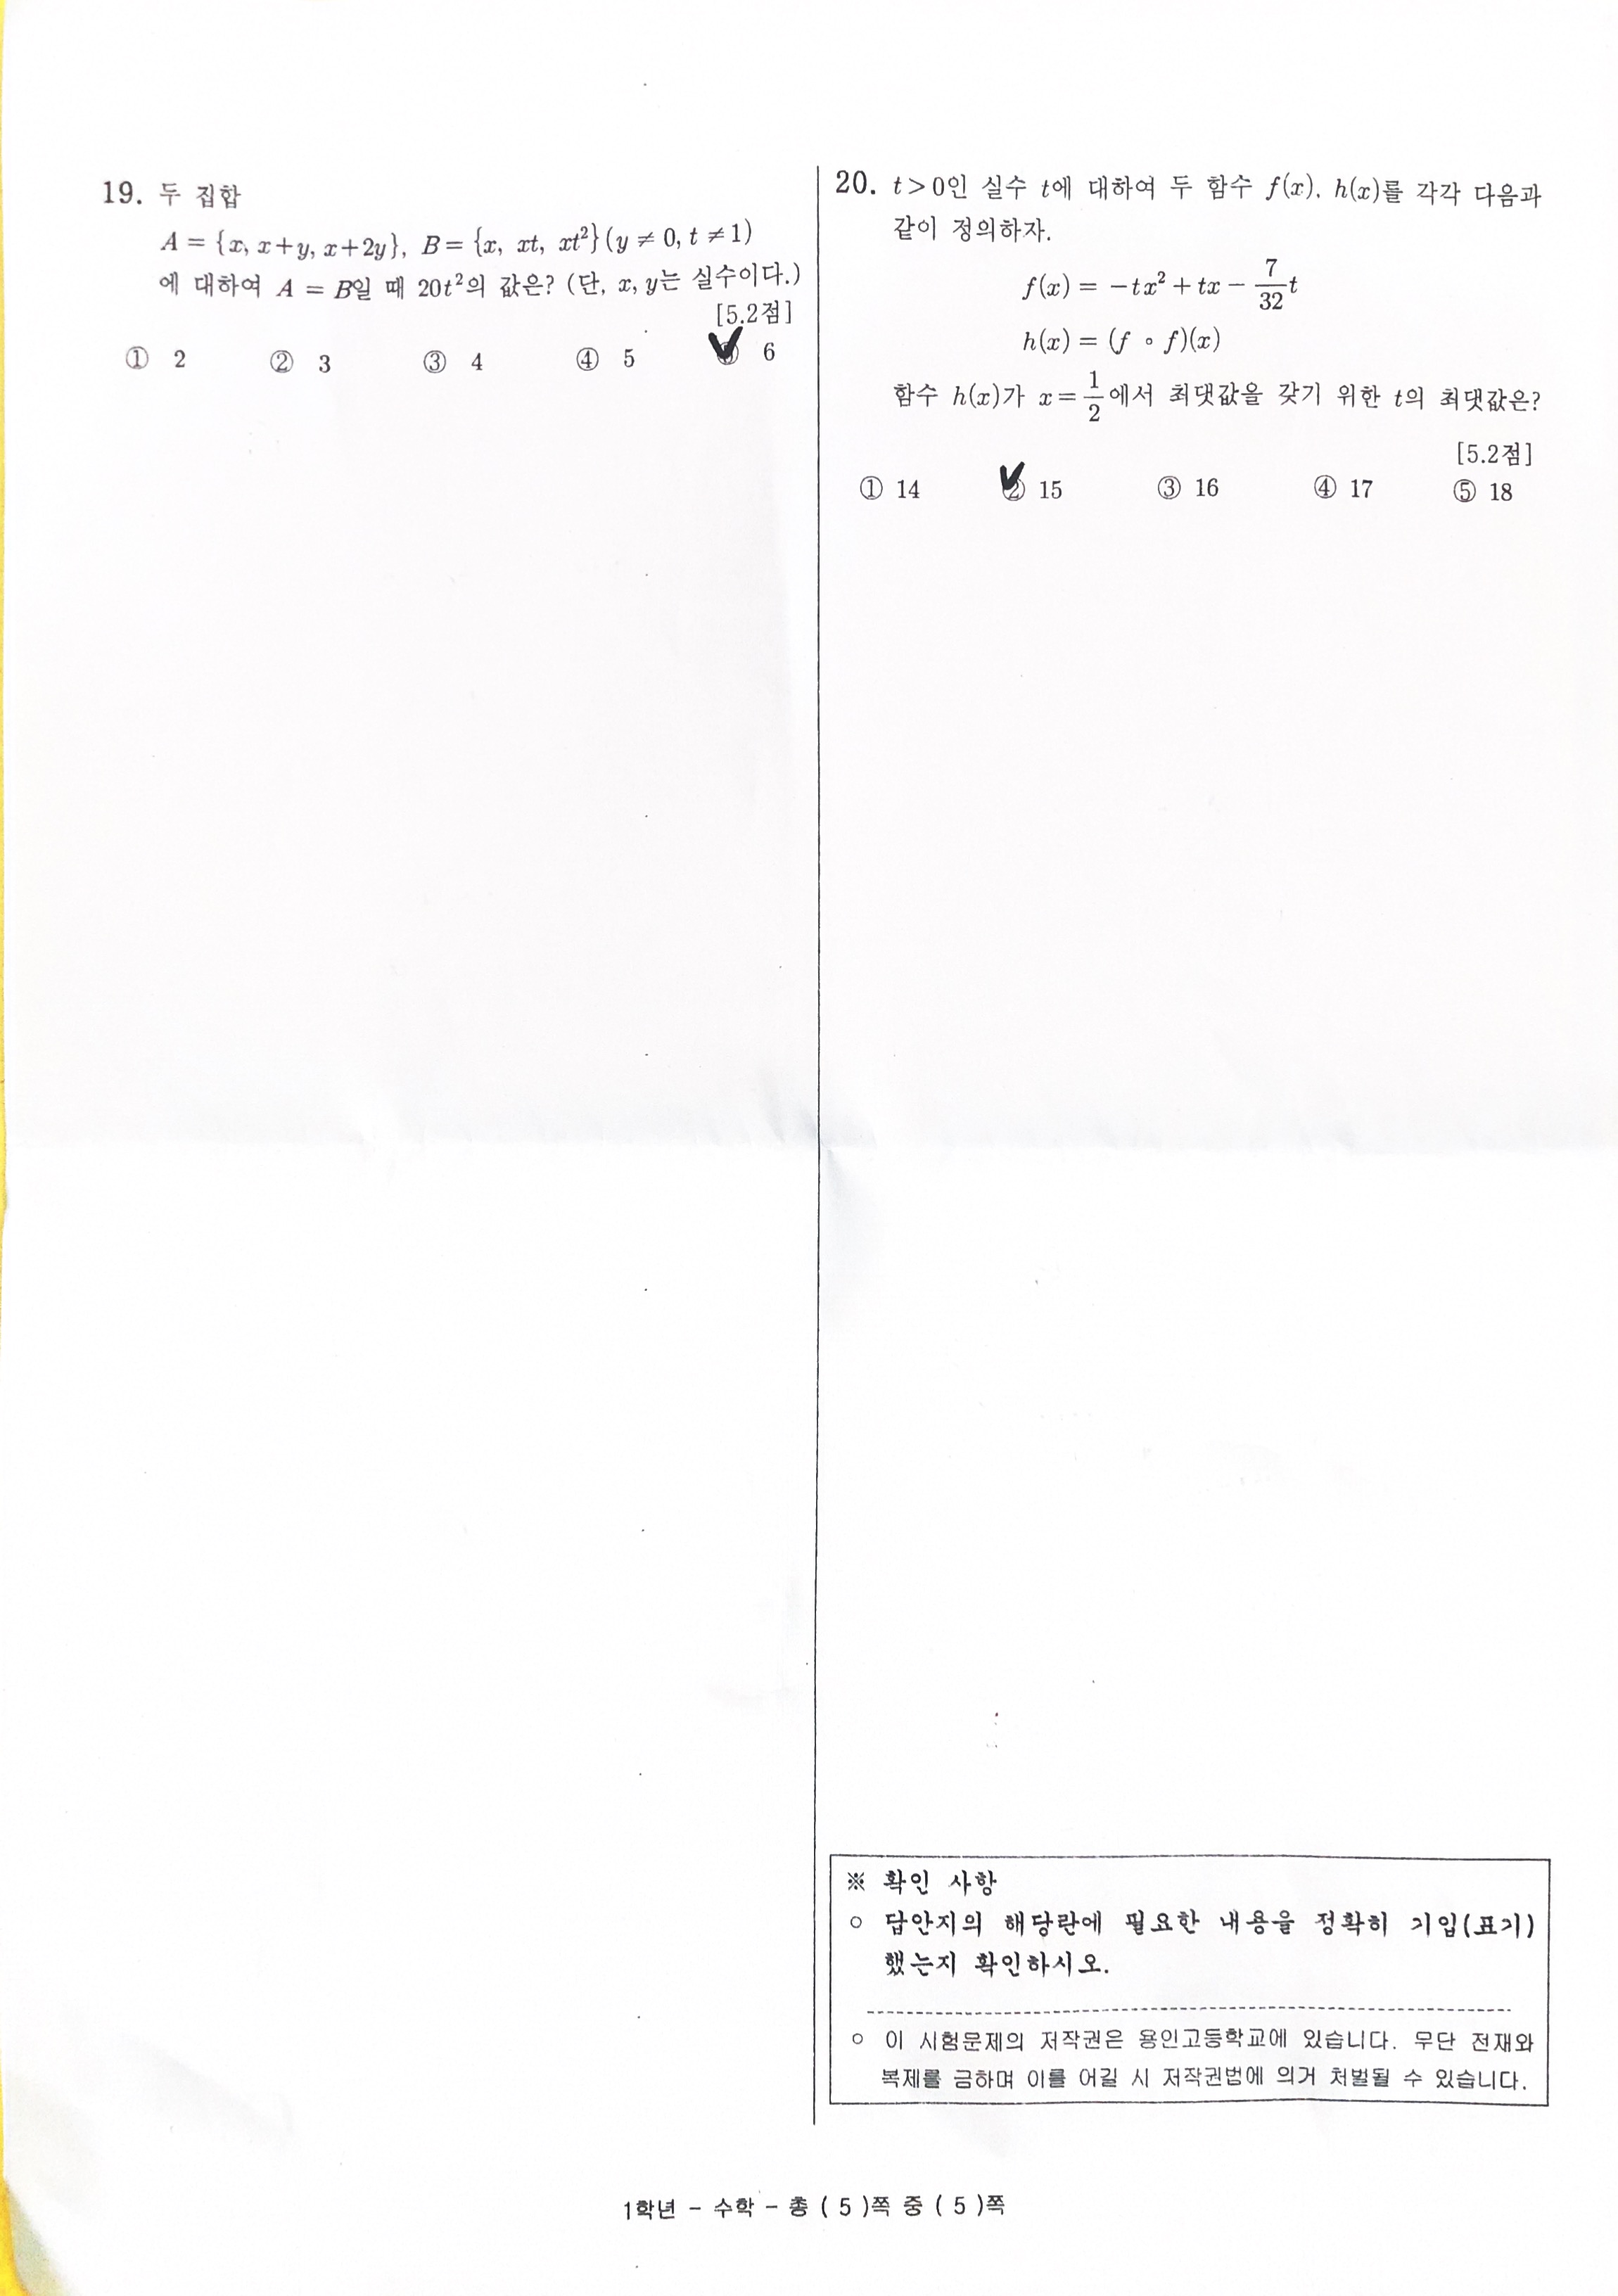 19. 두 집합
A = {x, x+y, x+2y}, B = {x, xt, xt²} (y ≠ 0, t ≠ 1)
에 대하여 A = B일 때 20t²의 값은? (단, x, y는 실수이다.)
[5.2점]
① 2 ② 3 ③ 4 ④ 5 ⑤ 6
20. t > 0인 실수 t에 대하여 두 함수 f(x), h(x)를 각각 다음과
같이 정의하자.
f(x) = −tx² + tx − 7/32 t
h(x) = (f ∘ f)(x)
함수 h(x)가 x = 1/2 에서 최댓값을 갖기 위한 t의 최댓값은?
[5.2점]
① 14 ② 15 ③ 16 ④ 17 ⑤ 18
※ 확인 사항
○ 답안지의 해당란에 필요한 내용을 정확히 기입(표기)
했는지 확인하시오.
○ 이 시험문제의 저작권은 용인고등학교에 있습니다. 무단 전재와
복제를 금하며 이를 어길 시 저작권법에 의거 처벌될 수 있습니다.
1학년 - 수학 - 총 ( 5 )쪽 중 ( 5 )쪽